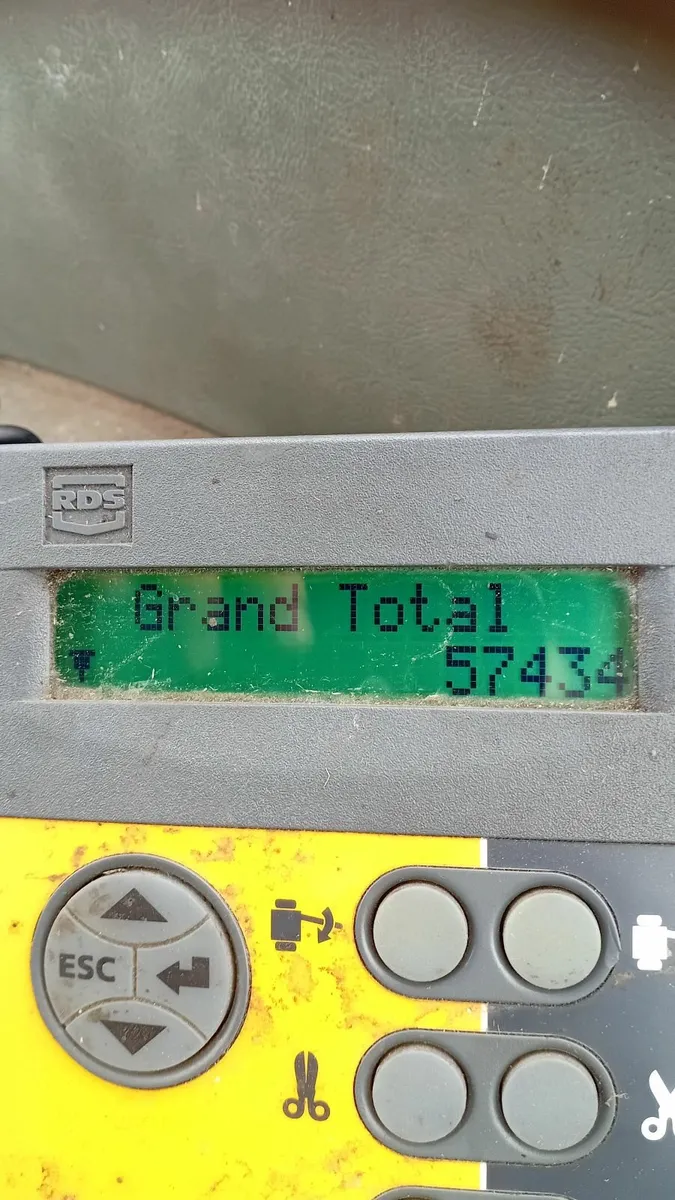 RDS
Grand Total
57434
ESC